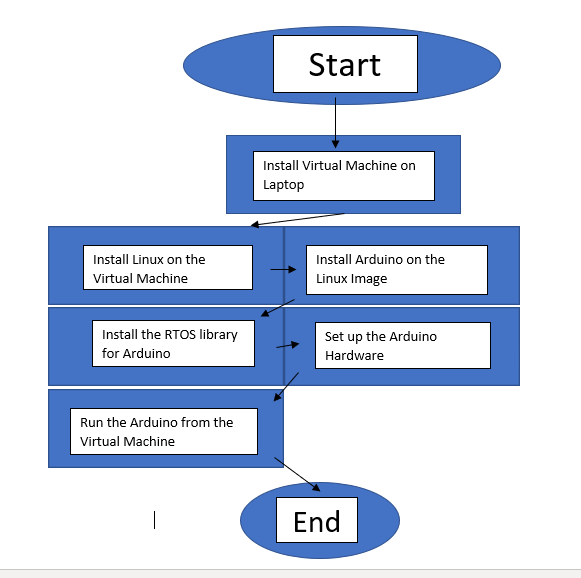 Start
Install Virtual Machine on
Laptop
Install Linux on the
Virtual Machine
Install Arduino on the
Linux Image
Install the RTOS library
for Arduino
Set up the Arduino
Hardware
Run the Arduino from the
Virtual Machine
End